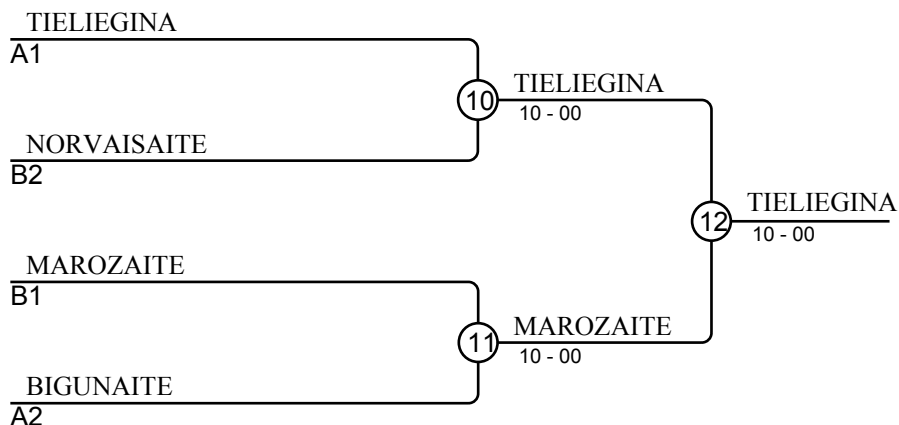 TIELIEGINA
A1
10
TIELIEGINA
10 - 00
NORVAISAITE
B2
12
TIELIEGINA
10 - 00
MAROZAITE
B1
11
MAROZAITE
10 - 00
BIGUNAITE
A2